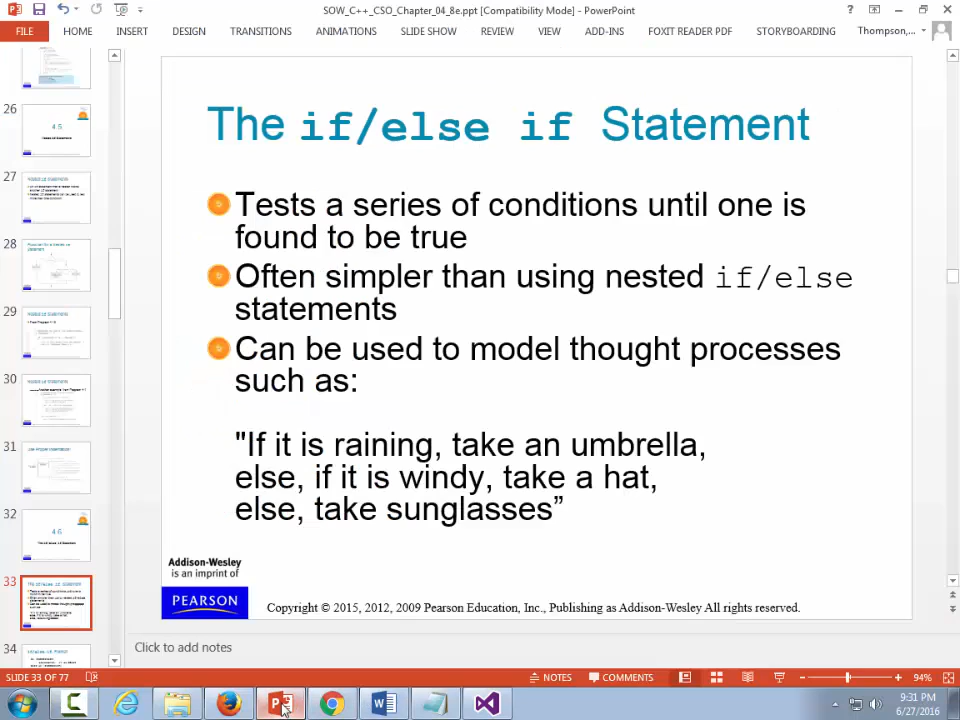 SOW_C++_CSO_Chapter_04_8e.ppt [Compatibility Mode] - PowerPoint
FILE HOME INSERT DESIGN TRANSITIONS ANIMATIONS SLIDE SHOW REVIEW VIEW ADD-INS FOXIT READER PDF STORYBOARDING Thompson,...
26
4.5
27
28
29
30
31
32
4.6
33
34
The if/else if Statement
Tests a series of conditions until one is
found to be true
Often simpler than using nested if/else
statements
Can be used to model thought processes
such as:
"If it is raining, take an umbrella,
else, if it is windy, take a hat,
else, take sunglasses”
Addison-Wesley
is an imprint of
PEARSON
Copyright © 2015, 2012, 2009 Pearson Education, Inc., Publishing as Addison-Wesley All rights reserved.
Click to add notes
SLIDE 33 OF 77 NOTES COMMENTS 94%
9:31 PM
6/27/2016